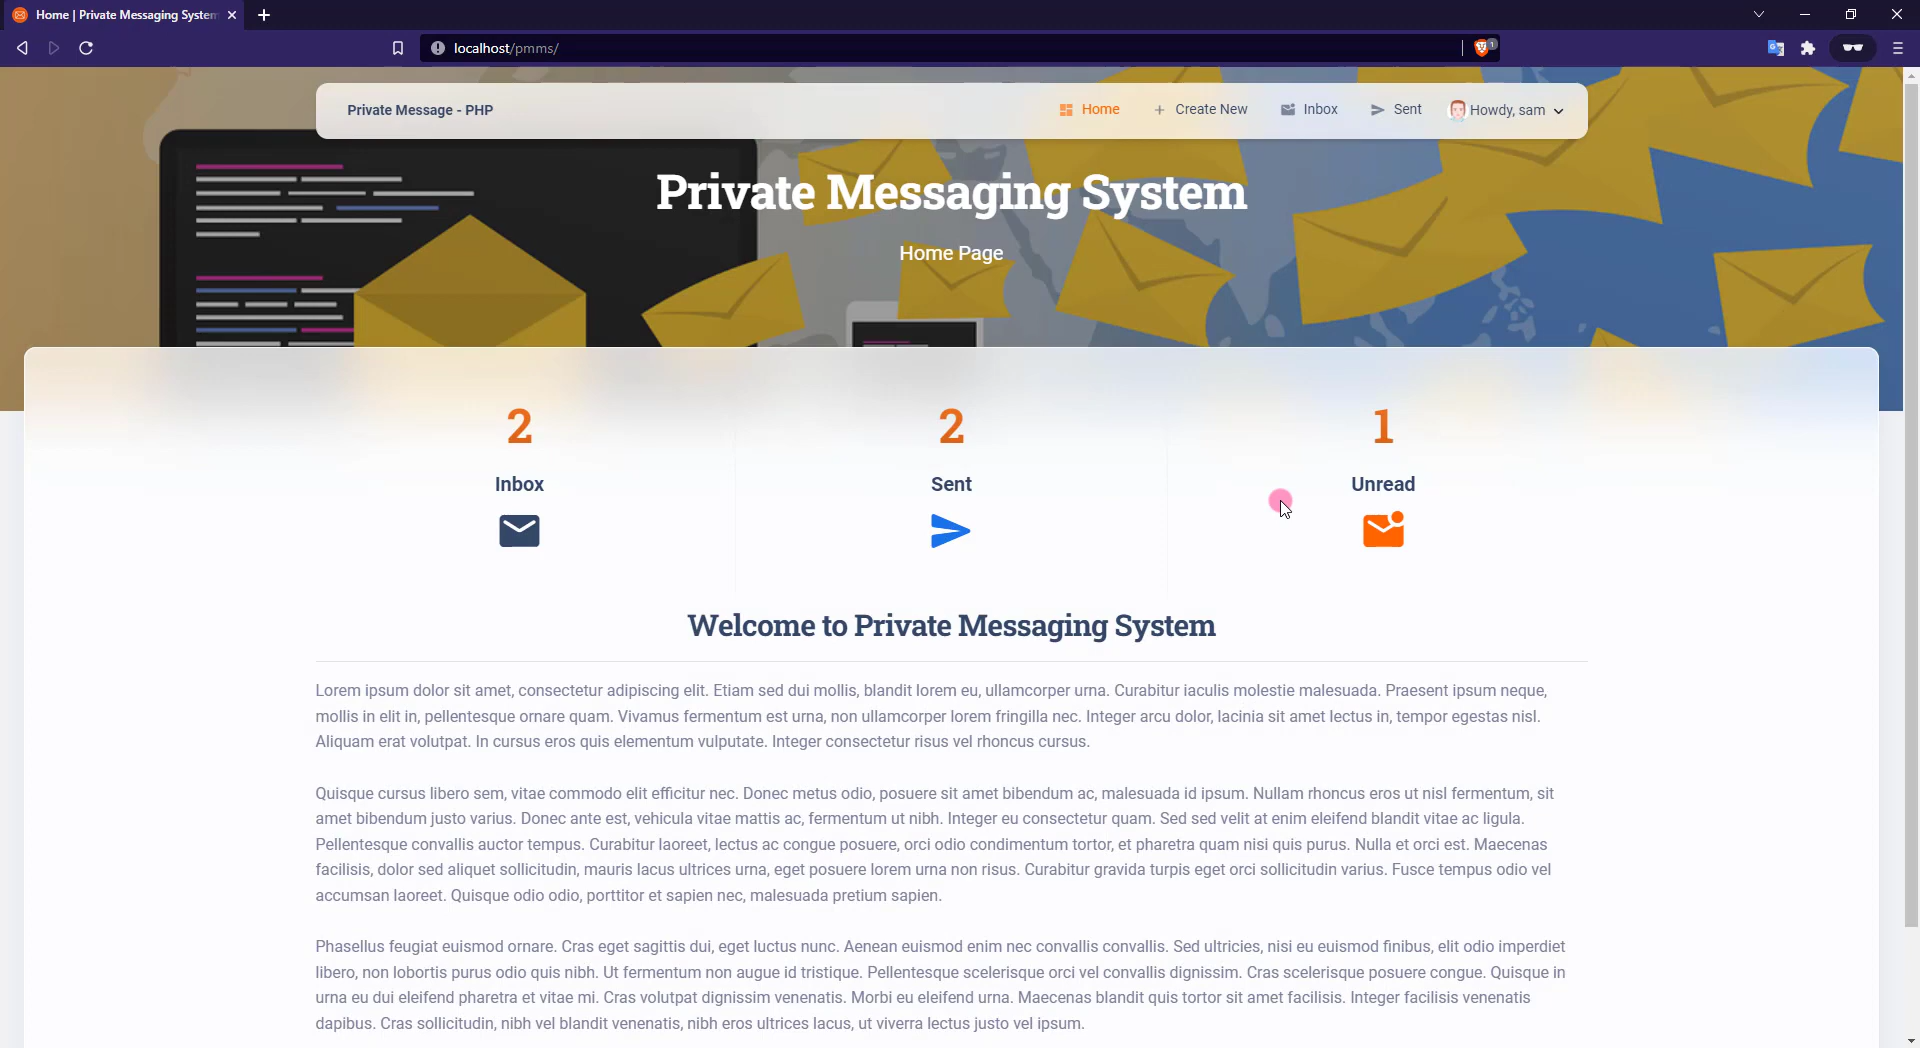 Home | Private Messaging System
localhost/pmms/
1
Private Message - PHP
Home
Create New
Inbox
Sent
Howdy, sam
Private Messaging System
Home Page
2
Inbox
2
Sent
1
Unread
Welcome to Private Messaging System
Lorem ipsum dolor sit amet, consectetur adipiscing elit. Etiam sed dui mollis, blandit lorem eu, ullamcorper urna. Curabitur iaculis molestie malesuada. Praesent ipsum neque,
mollis in elit in, pellentesque ornare quam. Vivamus fermentum est urna, non ullamcorper lorem fringilla nec. Integer arcu dolor, lacinia sit amet lectus in, tempor egestas nisl.
Aliquam erat volutpat. In cursus eros quis elementum vulputate. Integer consectetur risus vel rhoncus cursus.
Quisque cursus libero sem, vitae commodo elit efficitur nec. Donec metus odio, posuere sit amet bibendum ac, malesuada id ipsum. Nullam rhoncus eros ut nisl fermentum, sit
amet bibendum justo varius. Donec ante est, vehicula vitae mattis ac, fermentum ut nibh. Integer eu consectetur quam. Sed sed velit at enim eleifend blandit vitae ac ligula.
Pellentesque convallis auctor tempus. Curabitur laoreet, lectus ac congue posuere, orci odio condimentum tortor, et pharetra quam nisi quis purus. Nulla et orci est. Maecenas
facilisis, dolor sed aliquet sollicitudin, mauris lacus ultrices urna, eget posuere lorem urna non risus. Curabitur gravida turpis eget orci sollicitudin varius. Fusce tempus odio vel
accumsan laoreet. Quisque odio odio, porttitor et sapien nec, malesuada pretium sapien.
Phasellus feugiat euismod ornare. Cras eget sagittis dui, eget luctus nunc. Aenean euismod enim nec convallis convallis. Sed ultricies, nisi eu euismod finibus, elit odio imperdiet
libero, non lobortis purus odio quis nibh. Ut fermentum non augue id tristique. Pellentesque scelerisque orci vel convallis dignissim. Cras scelerisque posuere congue. Quisque in
urna eu dui eleifend pharetra et vitae mi. Cras volutpat dignissim venenatis. Morbi eu eleifend urna. Maecenas blandit quis tortor sit amet facilisis. Integer facilisis venenatis
dapibus. Cras sollicitudin, nibh vel blandit venenatis, nibh eros ultrices lacus, ut viverra lectus justo vel ipsum.